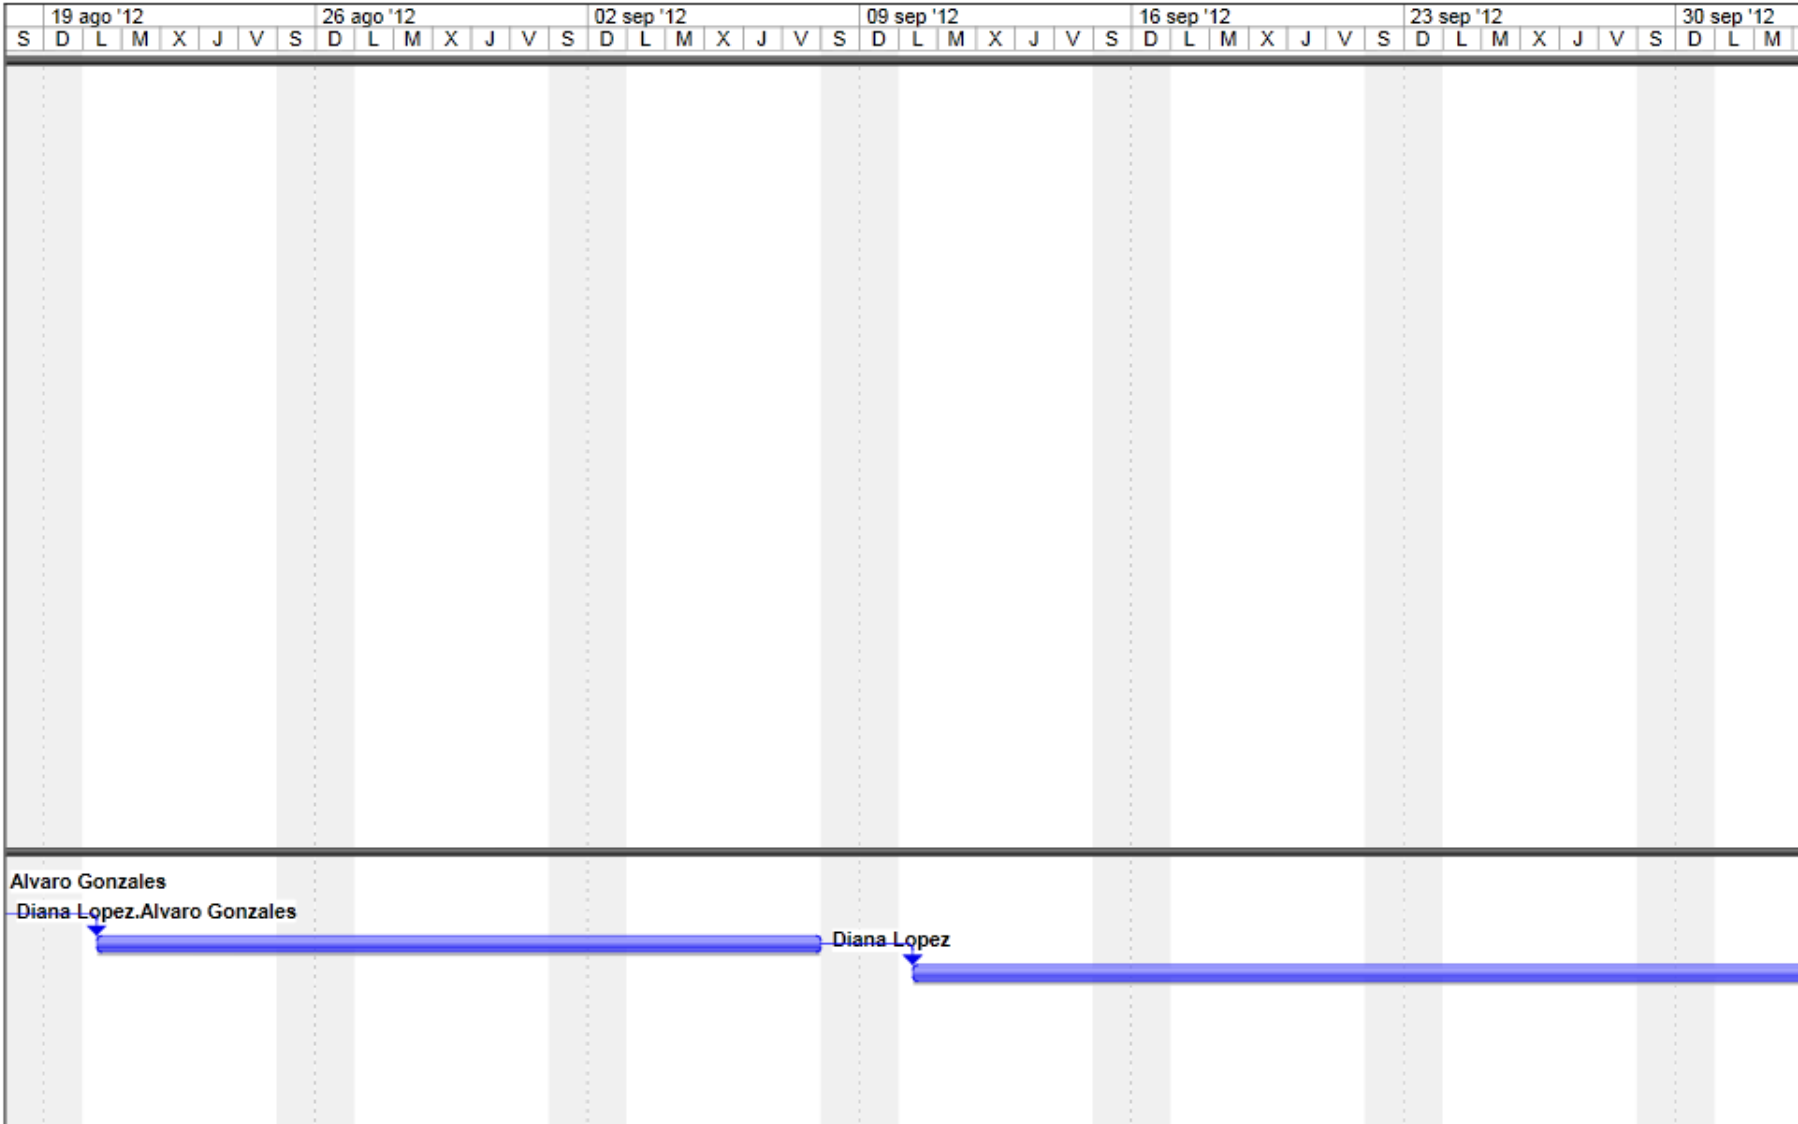 19 ago '12 26 ago '12 02 sep '12 09 sep '12 16 sep '12 23 sep '12 30 sep '12
S D L M X J V S D L M X J V S D L M X J V S D L M X J V S D L M X J V S D L M X J V S D L M
Alvaro Gonzales
Diana Lopez.Alvaro Gonzales
Diana Lopez